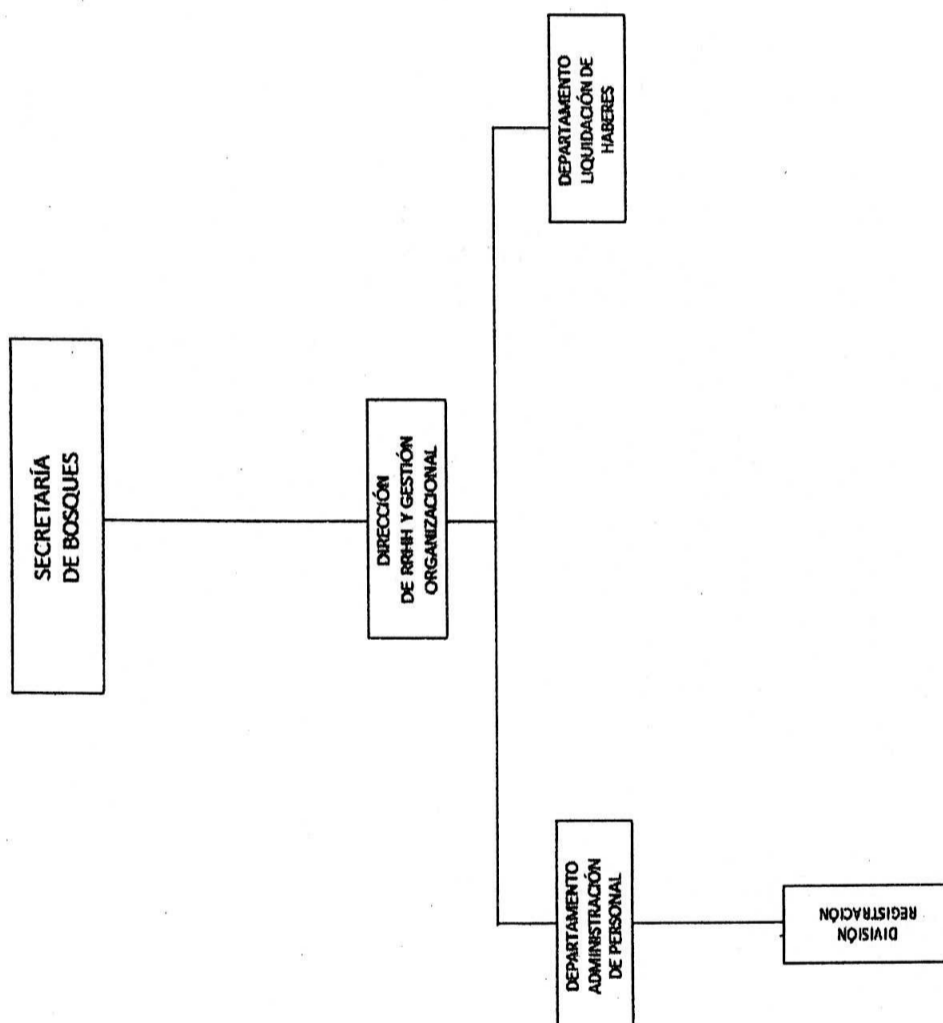 SECRETARÍA
DE BOSQUES
DIRECCIÓN
DE RRHH Y GESTIÓN
ORGANIZACIONAL
DEPARTAMENTO
ADMINISTRACIÓN
DE PERSONAL
DEPARTAMENTO
LIQUIDACIÓN DE
HABERES
DIVISIÓN
REGISTRACIÓN